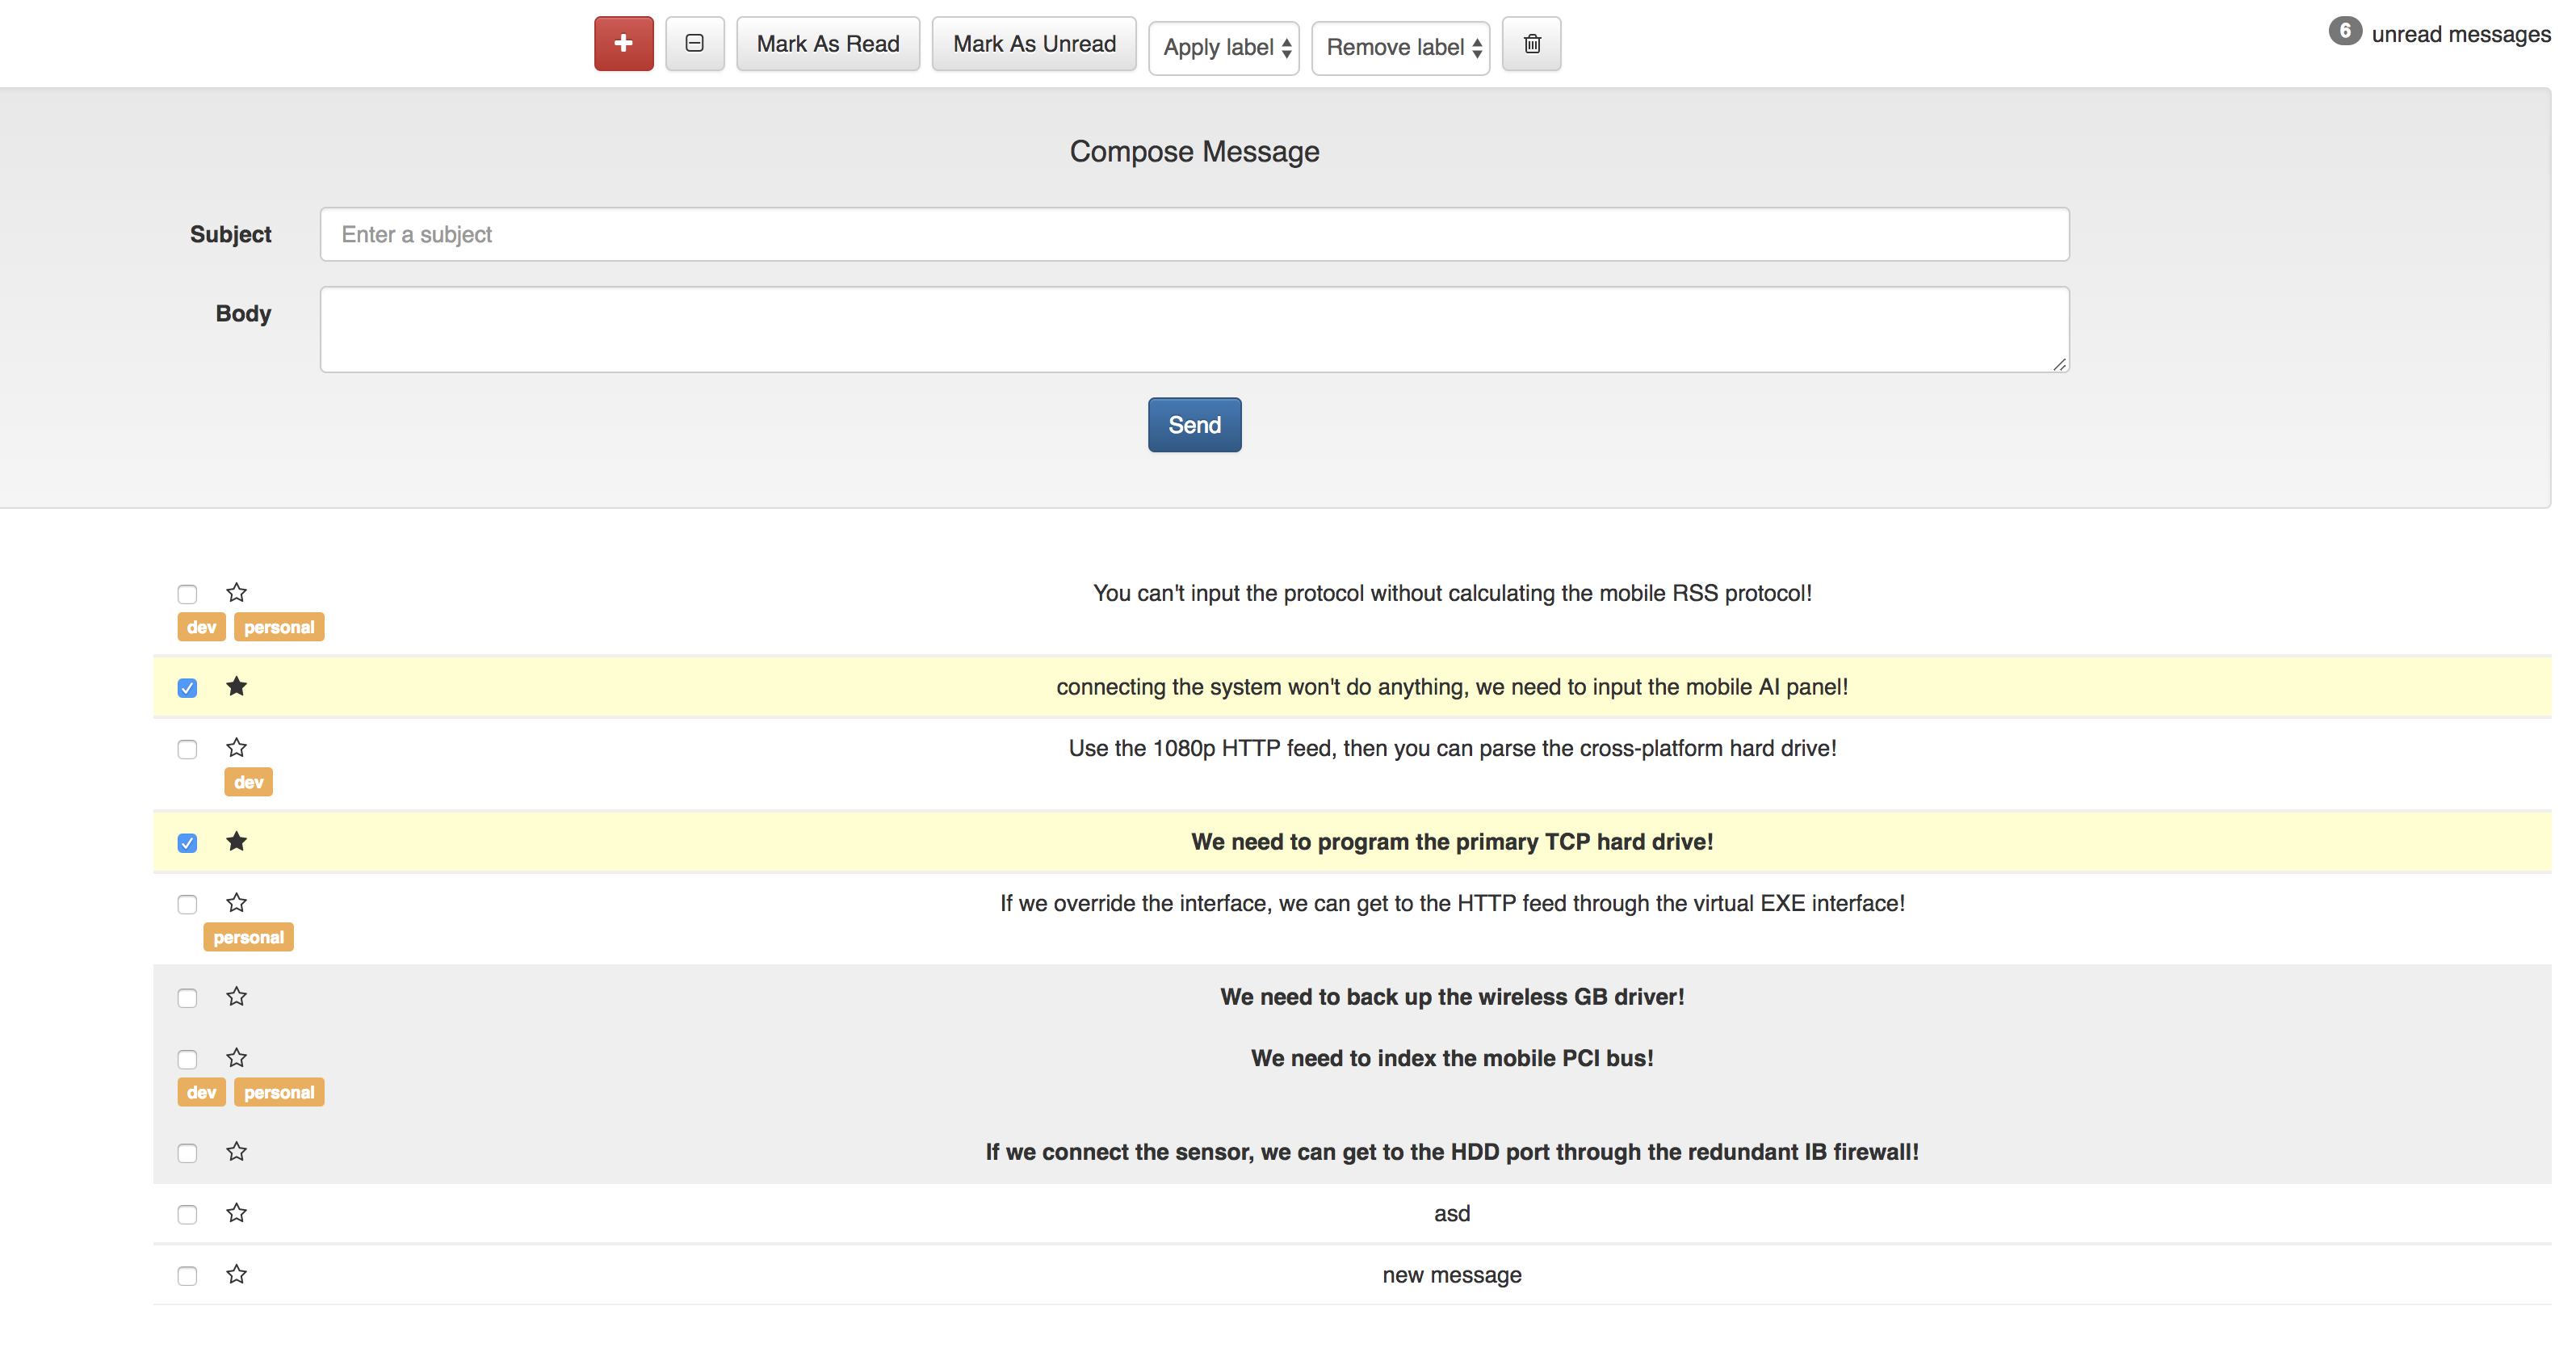 Mark As Read Mark As Unread Apply label Remove label 6 unread messages
Compose Message
Subject Enter a subject
Body
Send
You can't input the protocol without calculating the mobile RSS protocol!
dev personal
connecting the system won't do anything, we need to input the mobile AI panel!
Use the 1080p HTTP feed, then you can parse the cross-platform hard drive!
dev
We need to program the primary TCP hard drive!
If we override the interface, we can get to the HTTP feed through the virtual EXE interface!
personal
We need to back up the wireless GB driver!
We need to index the mobile PCI bus!
dev personal
If we connect the sensor, we can get to the HDD port through the redundant IB firewall!
asd
new message